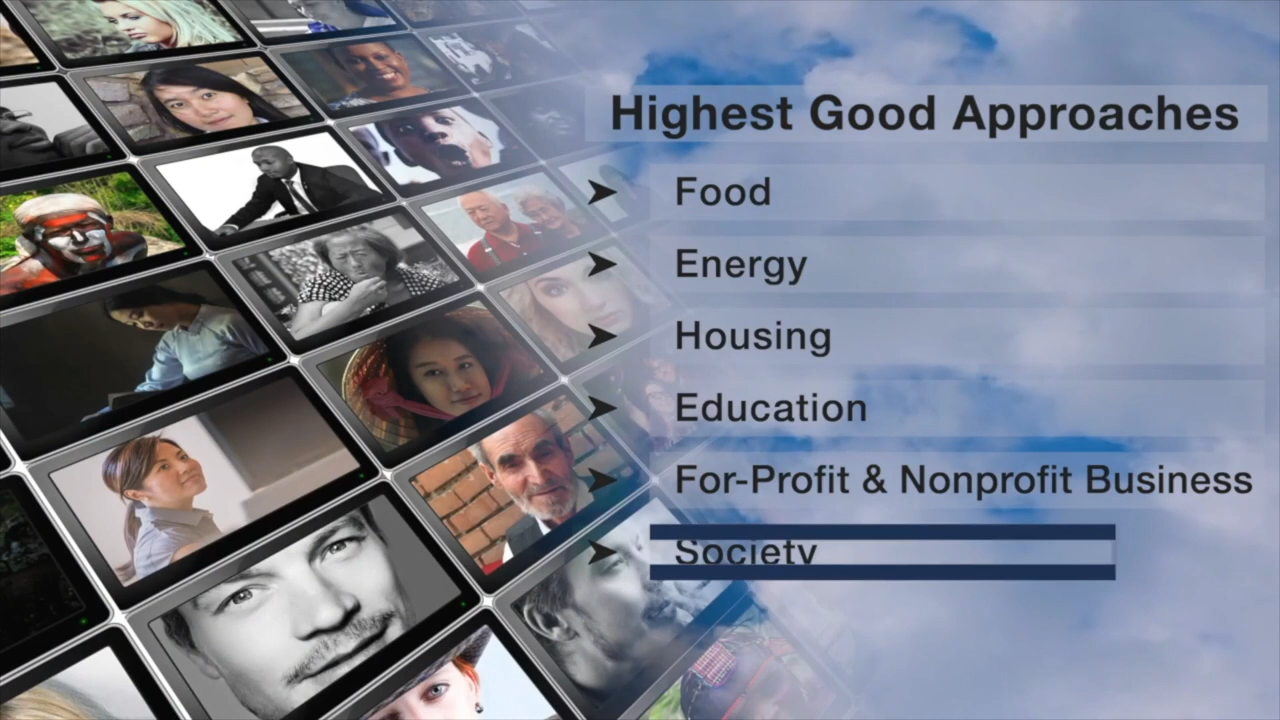 Highest Good Approaches
Food
Energy
Housing
Education
For-Profit & Nonprofit Business
Society